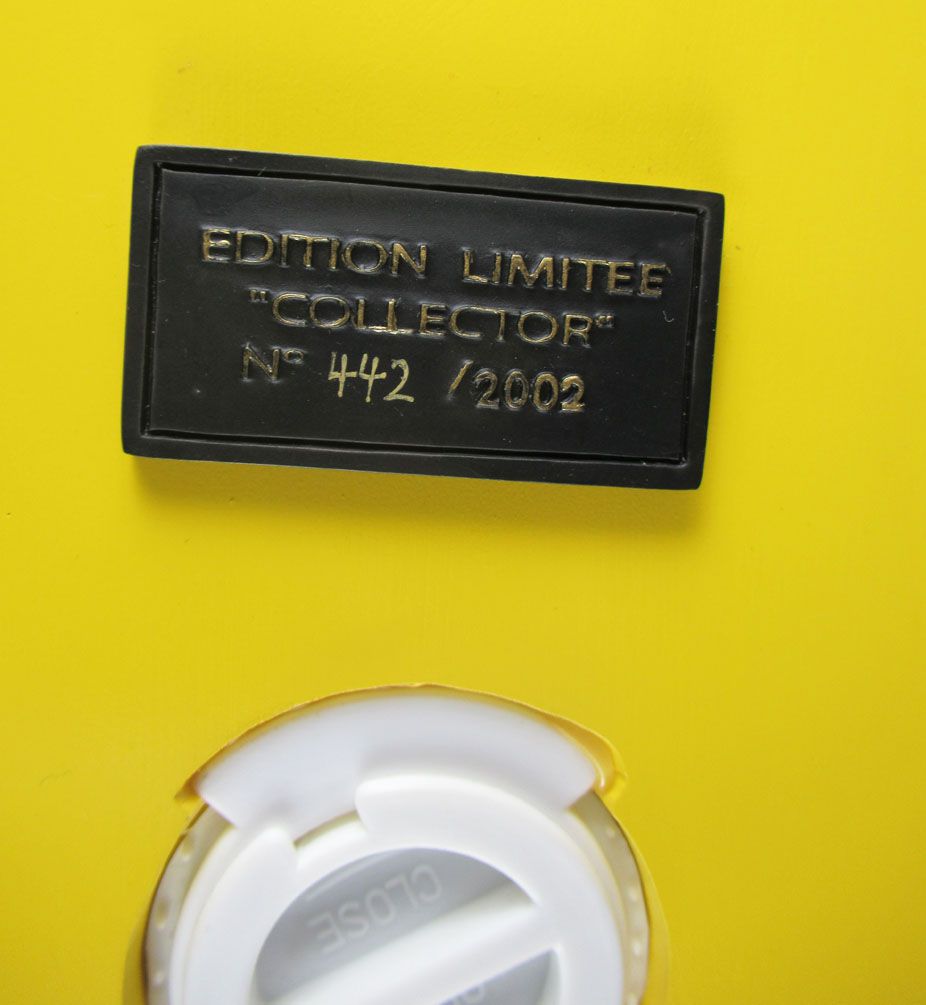 EDITION LIMITEE
"COLLECTOR"
N° 442 /2002
CLOSE